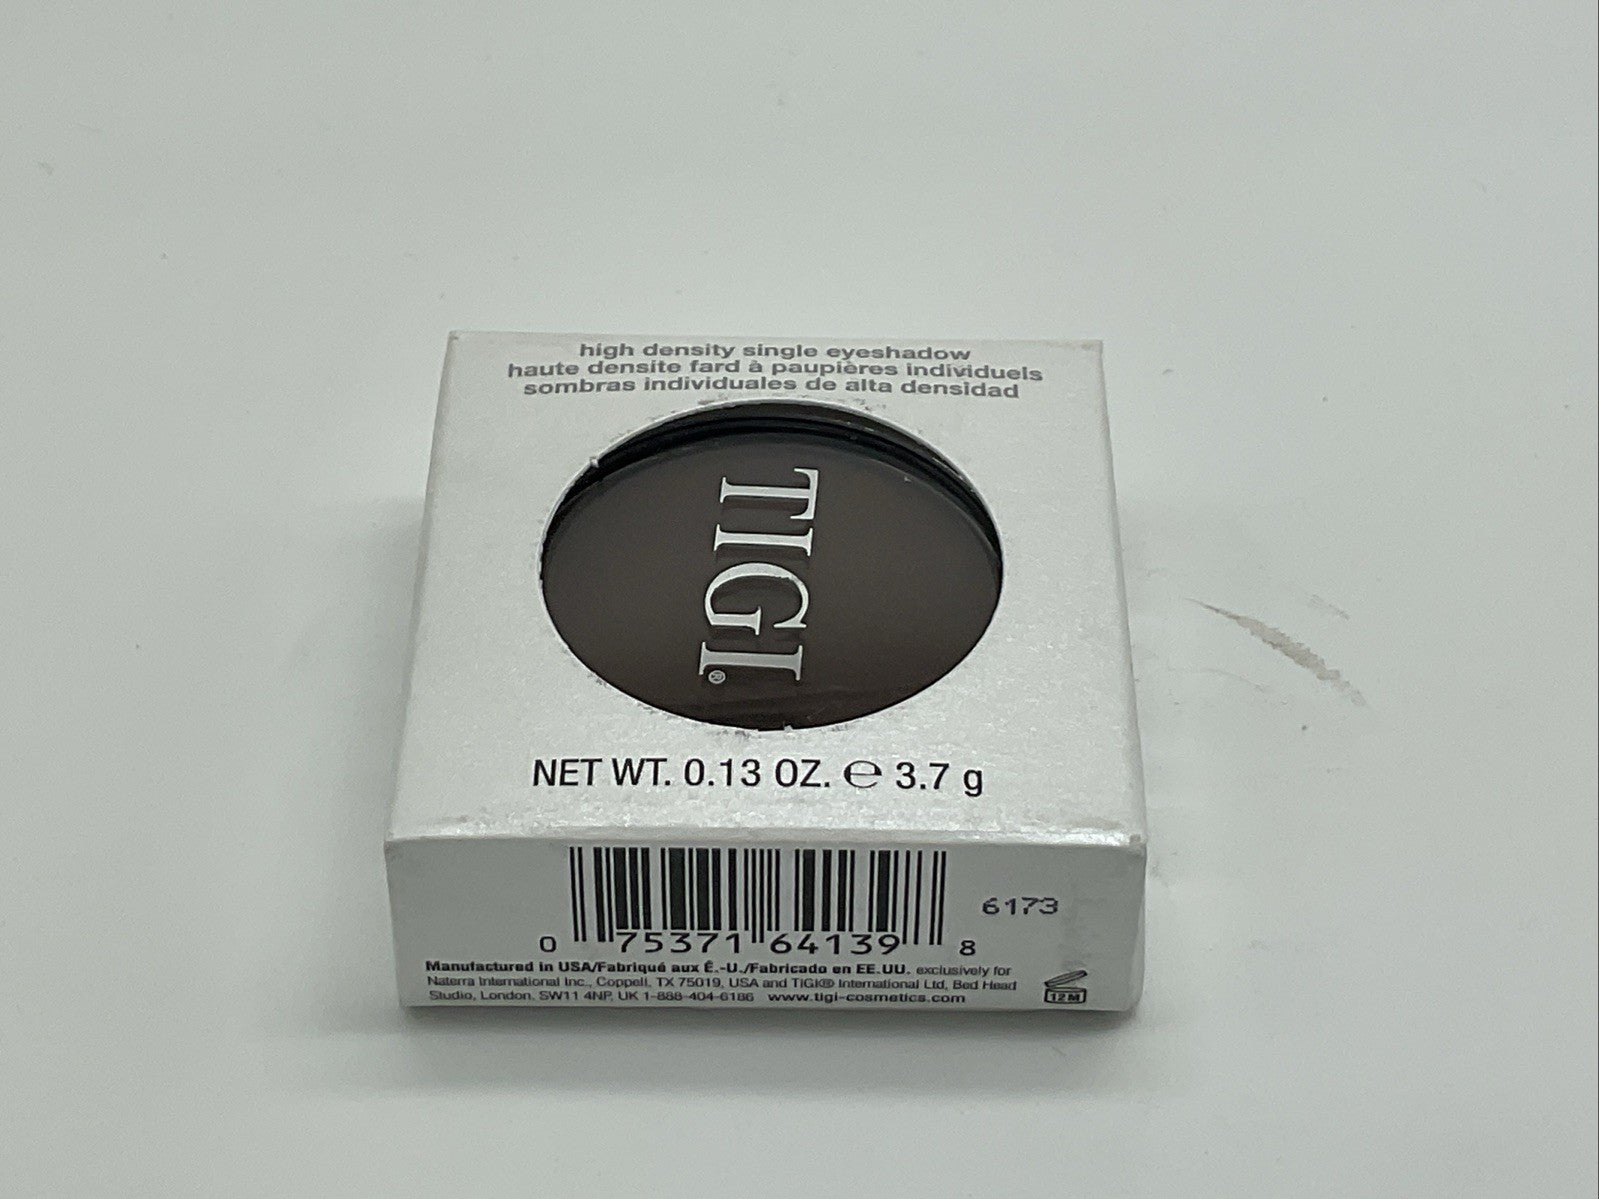 high density single eyeshadow
haute densite fard à paupières individuels
sombras individuales de alta densidad
TIGI®
NET WT. 0.13 OZ. ℮ 3.7 g
6173
0 75371 64139 8
Manufactured in USA/Fabriqué aux É.-U./Fabricado en EE.UU. exclusively for
Naterra International Inc., Coppell, TX 75019, USA and TIGI® International Ltd, Bed Head
Studio, London, SW11 4NP, UK 1-888-404-6186 www.tigi-cosmetics.com
12M